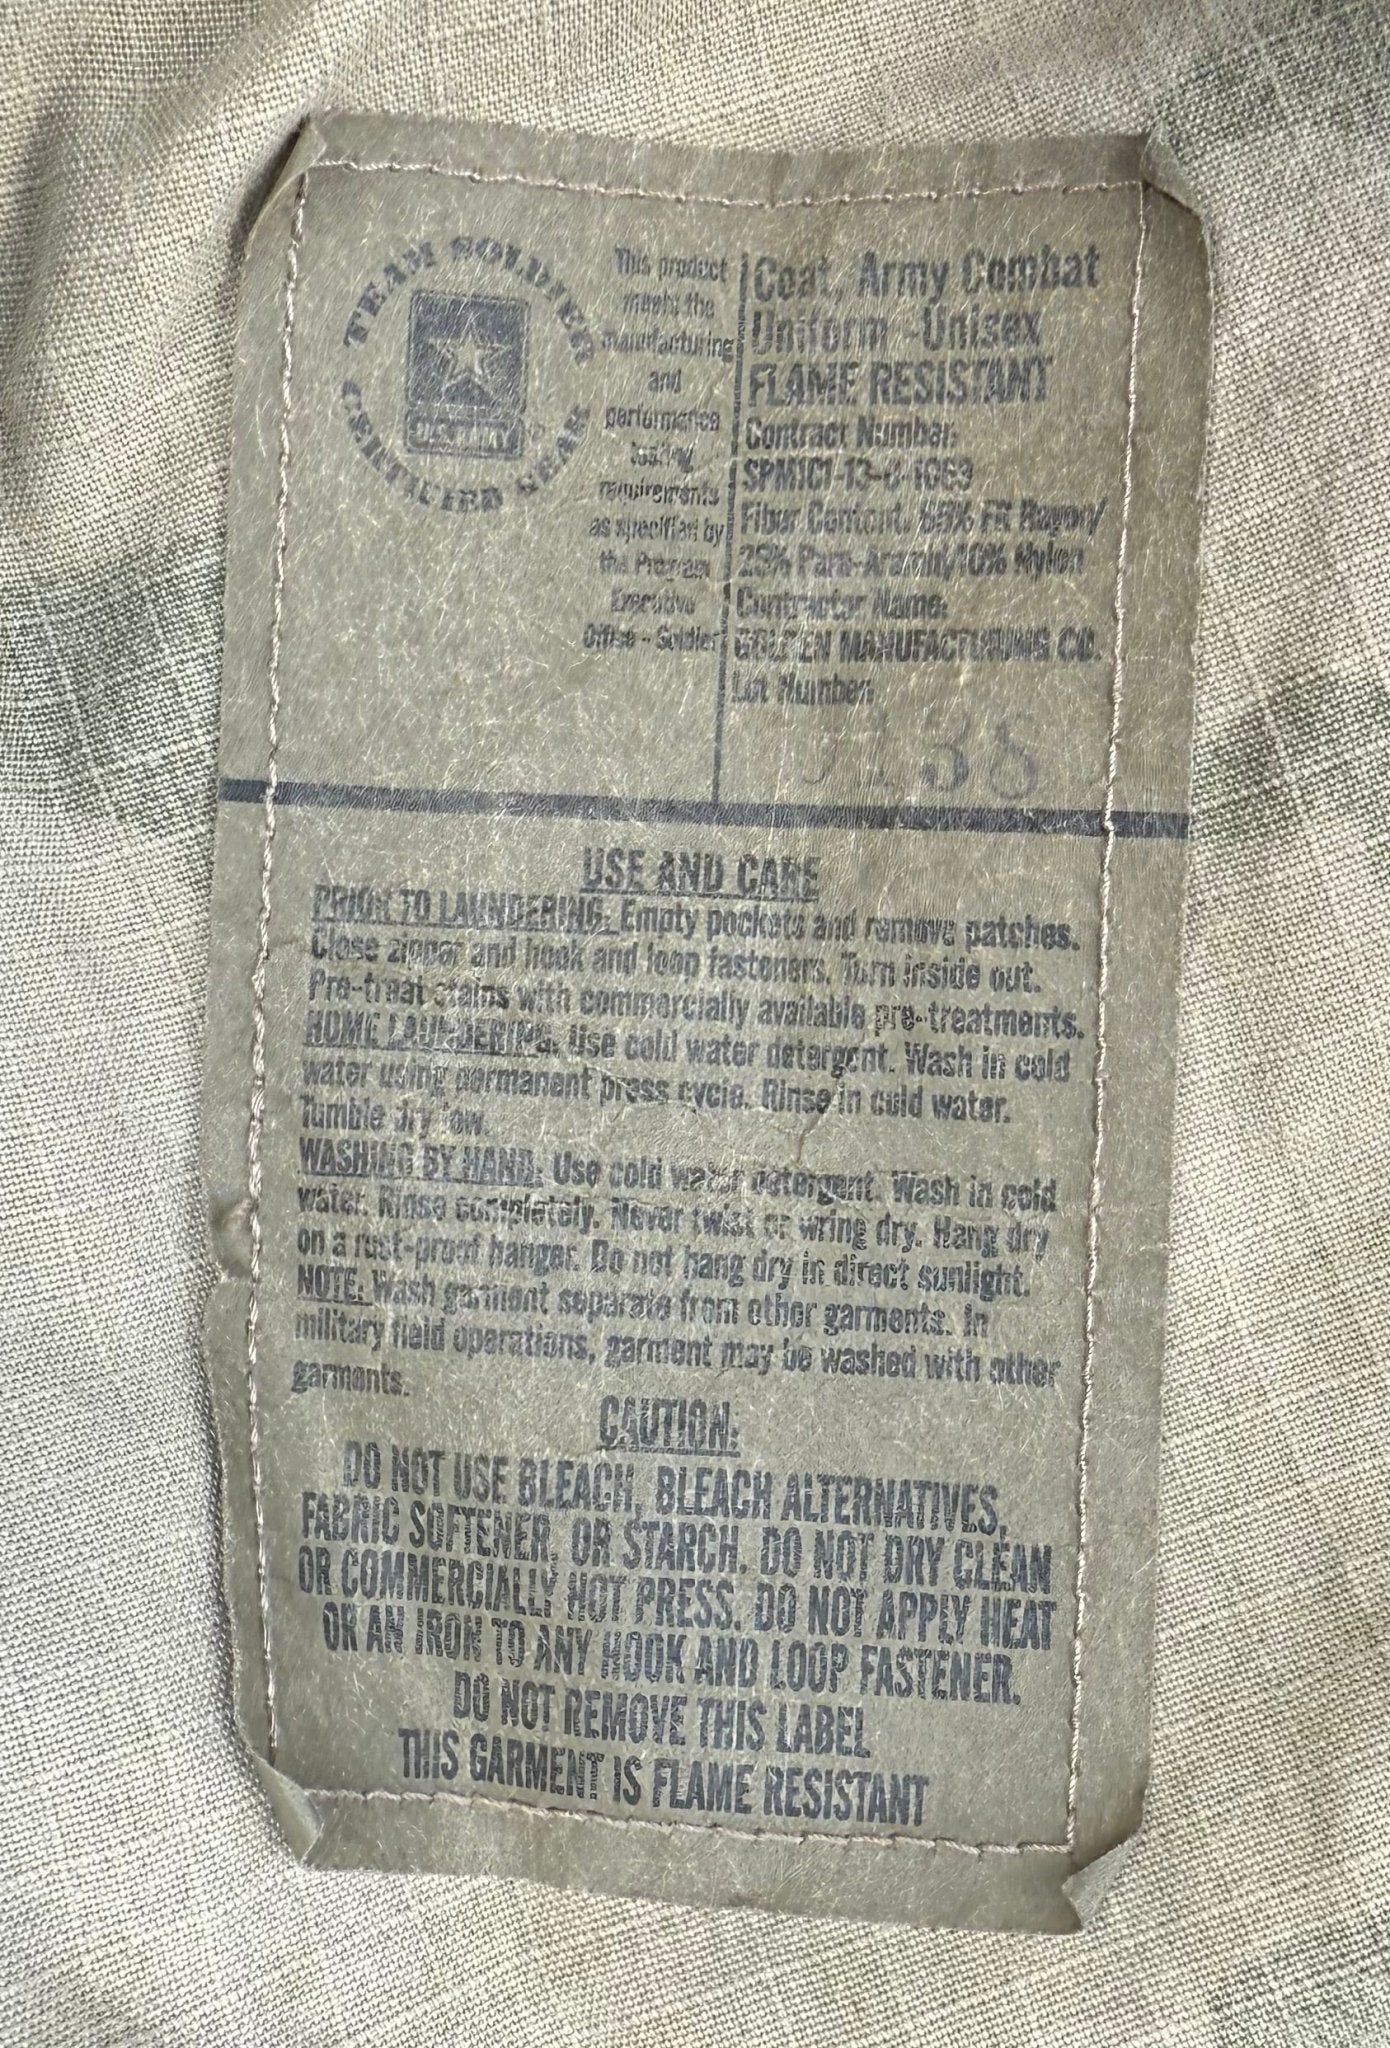 TEAM SOLDIER
CERTIFIED GEAR
U.S. ARMY
This product
meets the
manufacturing
and
performance
testing
requirements
as specified by
the Program
Executive
Office - Soldier
Coat, Army Combat
Uniform -Unisex
FLAME RESISTANT
Contract Number:
Fiber Content: 65% FR Rayon/
25% Para-Aramid/10% Nylon
Contractor Name:
GOLDEN MANUFACTURING CO.
Lot Number:
USE AND CARE
PRIOR TO LAUNDERING: Empty pockets and remove patches.
Close zipper and hook and loop fasteners. Turn inside out.
Pre-treat stains with commercially available pre-treatments.
HOME LAUNDERING: Use cold water detergent. Wash in cold
water using permanent press cycle. Rinse in cold water.
Tumble dry low.
WASHING BY HAND: Use cold water detergent. Wash in cold
water. Rinse completely. Never twist or wring dry. Hang dry
on a rust-proof hanger. Do not hang dry in direct sunlight.
NOTE: Wash garment separate from other garments. In
military field operations, garment may be washed with other
garments.
CAUTION:
DO NOT USE BLEACH, BLEACH ALTERNATIVES,
FABRIC SOFTENER, OR STARCH. DO NOT DRY CLEAN
OR COMMERCIALLY HOT PRESS. DO NOT APPLY HEAT
OR AN IRON TO ANY HOOK AND LOOP FASTENER.
DO NOT REMOVE THIS LABEL
THIS GARMENT IS FLAME RESISTANT